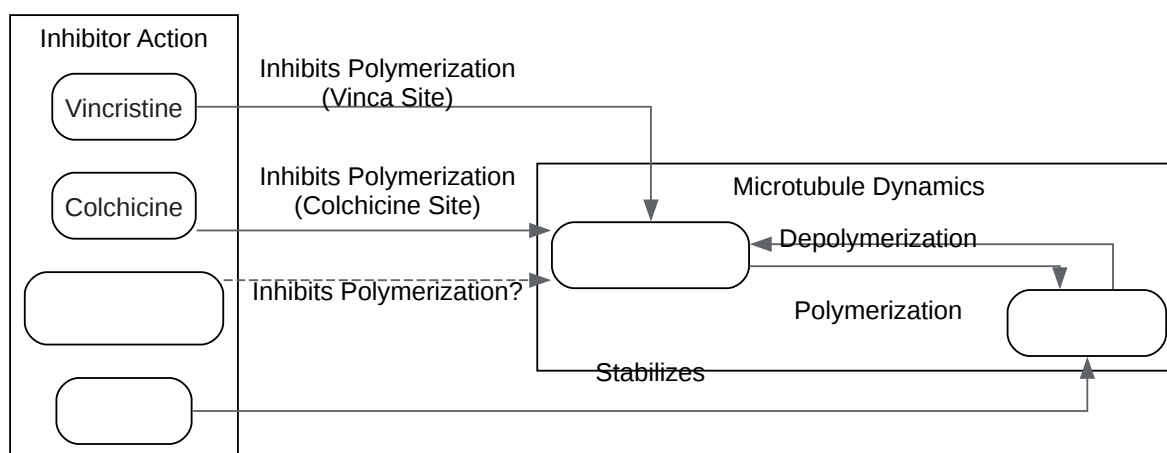 Inhibitor Action
Vincristine
Inhibits Polymerization
(Vinca Site)
Colchicine
Inhibits Polymerization
(Colchicine Site)
Inhibits Polymerization?
Microtubule Dynamics
Depolymerization
Polymerization
Stabilizes